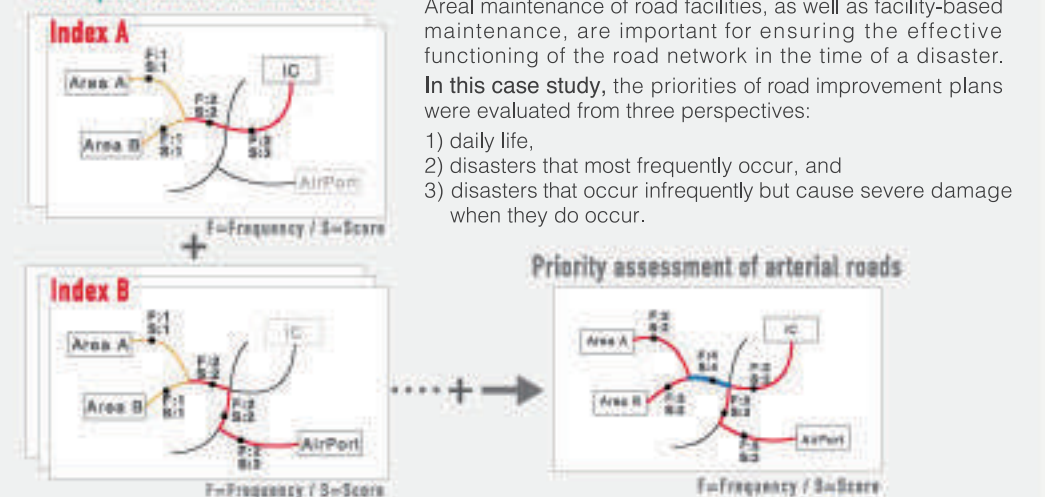 Areal maintenance of road facilities, as well as facility-based
maintenance, are important for ensuring the effective
functioning of the road network in the time of a disaster.
In this case study, the priorities of road improvement plans
were evaluated from three perspectives:
1) daily life,
2) disasters that most frequently occur, and
3) disasters that occur infrequently but cause severe damage
when they do occur.
Index A
F:1
S:1
Area A
IC
F:2
S:2
Area B
F:1
S:1
AirPort
F=Frequency / S=Score
+
Index B
F:1
S:1
Area A
IC
F:2
S:2
Area B
F:1
S:1
F:2
S:2
AirPort
F=Frequency / S=Score
+
Priority assessment of arterial roads
Area A
IC
F:4
S:4
Area B
AirPort
F=Frequency / S=Score